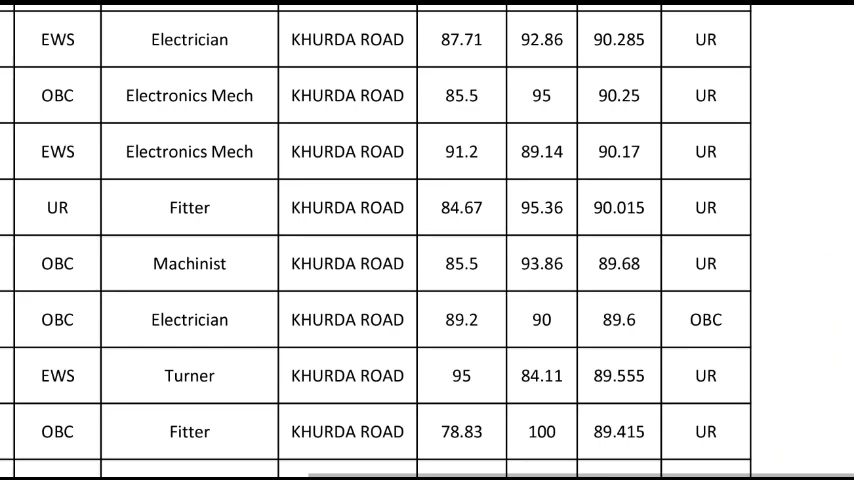 EWS Electrician KHURDA ROAD 87.71 92.86 90.285 UR
OBC Electronics Mech KHURDA ROAD 85.5 95 90.25 UR
EWS Electronics Mech KHURDA ROAD 91.2 89.14 90.17 UR
UR Fitter KHURDA ROAD 84.67 95.36 90.015 UR
OBC Machinist KHURDA ROAD 85.5 93.86 89.68 UR
OBC Electrician KHURDA ROAD 89.2 90 89.6 OBC
EWS Turner KHURDA ROAD 95 84.11 89.555 UR
OBC Fitter KHURDA ROAD 78.83 100 89.415 UR